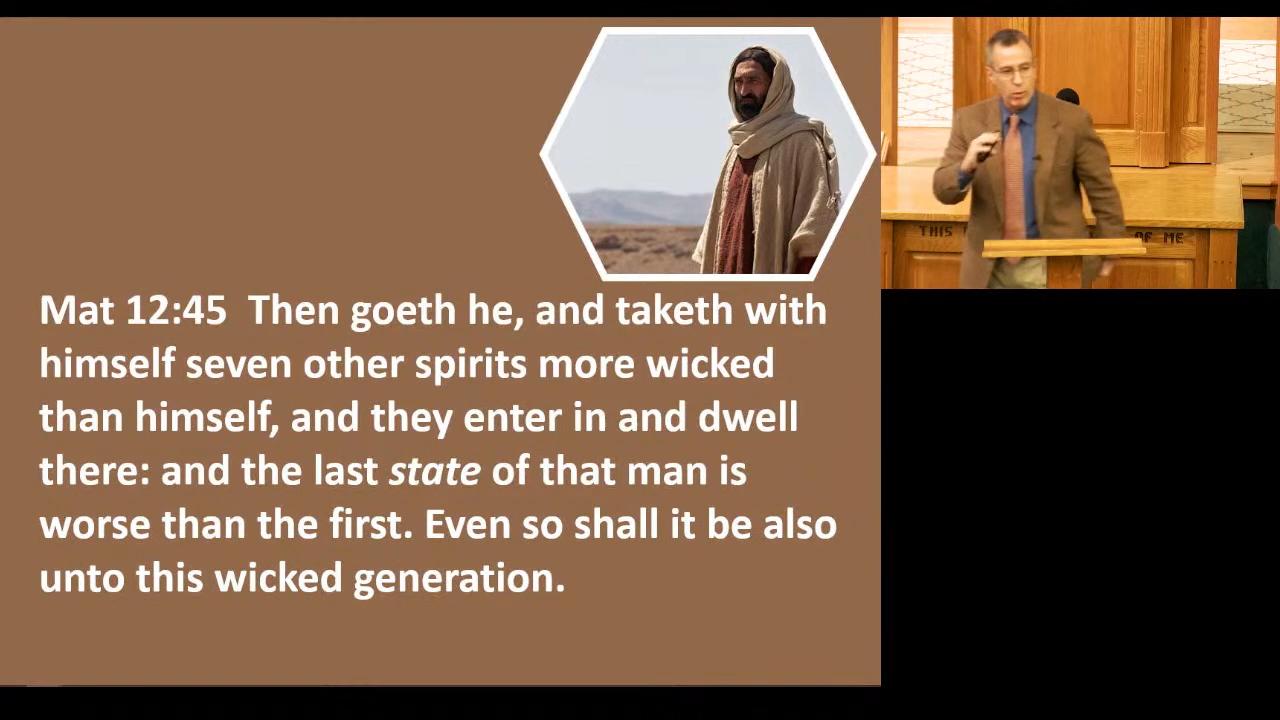 Mat 12:45  Then goeth he, and taketh with
himself seven other spirits more wicked
than himself, and they enter in and dwell
there: and the last state of that man is
worse than the first. Even so shall it be also
unto this wicked generation.
THIS
OF ME